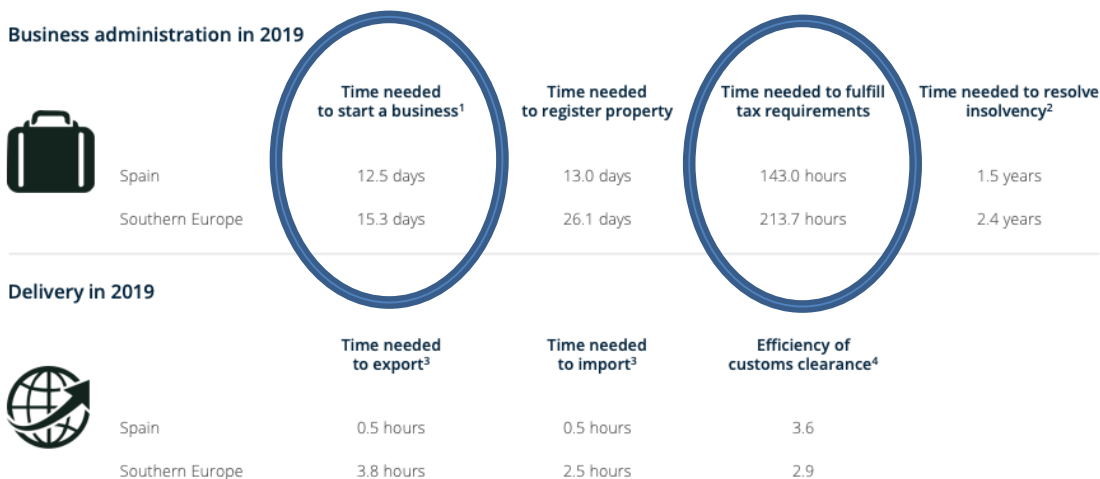 Business administration in 2019
Time needed
to start a business¹
Time needed
to register property
Time needed to fulfill
tax requirements
Time needed to resolve
insolvency²
Spain 12.5 days 13.0 days 143.0 hours 1.5 years
Southern Europe 15.3 days 26.1 days 213.7 hours 2.4 years
Delivery in 2019
Time needed
to export³
Time needed
to import³
Efficiency of
customs clearance⁴
Spain 0.5 hours 0.5 hours 3.6
Southern Europe 3.8 hours 2.5 hours 2.9